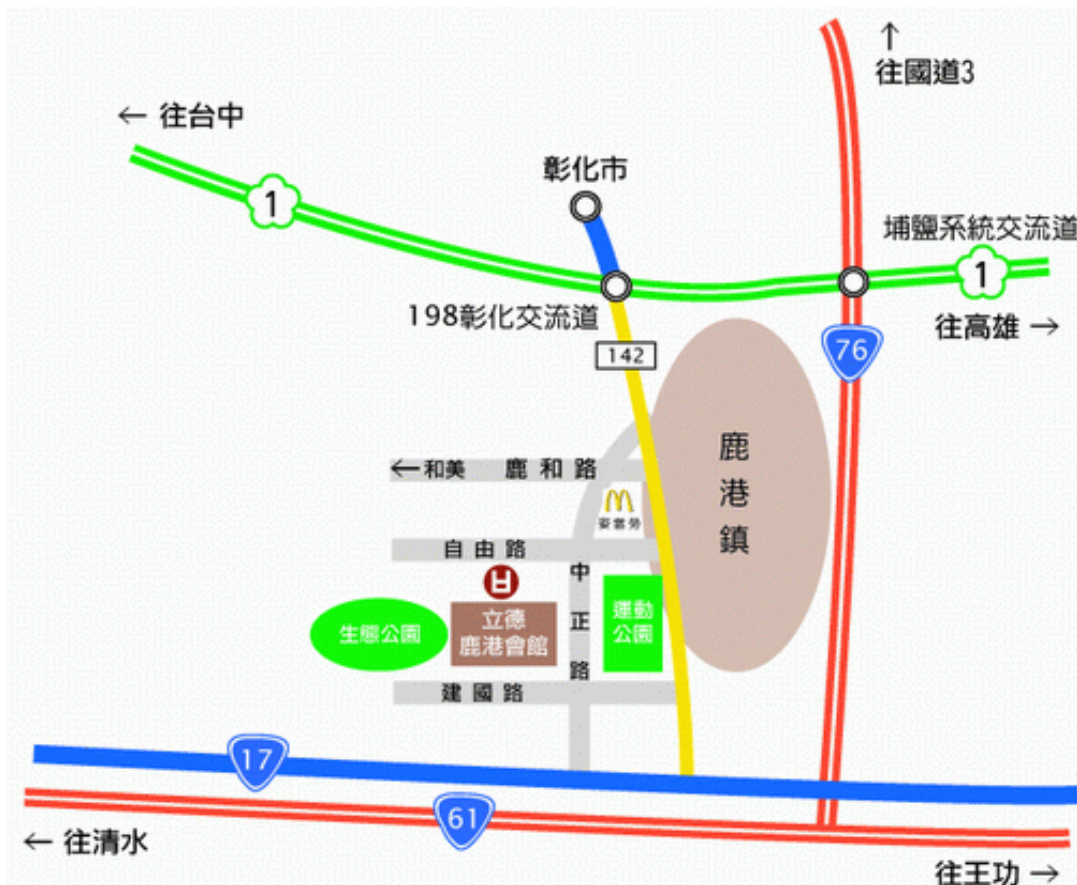 ↑
往國道3
← 往台中
1
彰化市
埔鹽系統交流道
1
198彰化交流道
往高雄 →
142
76
鹿港鎮
←和美 鹿和路
麥當勞
自由路
中正路
H
生態公園
立德
鹿港會館
運動
公園
建國路
17
61
← 往清水
往王功 →